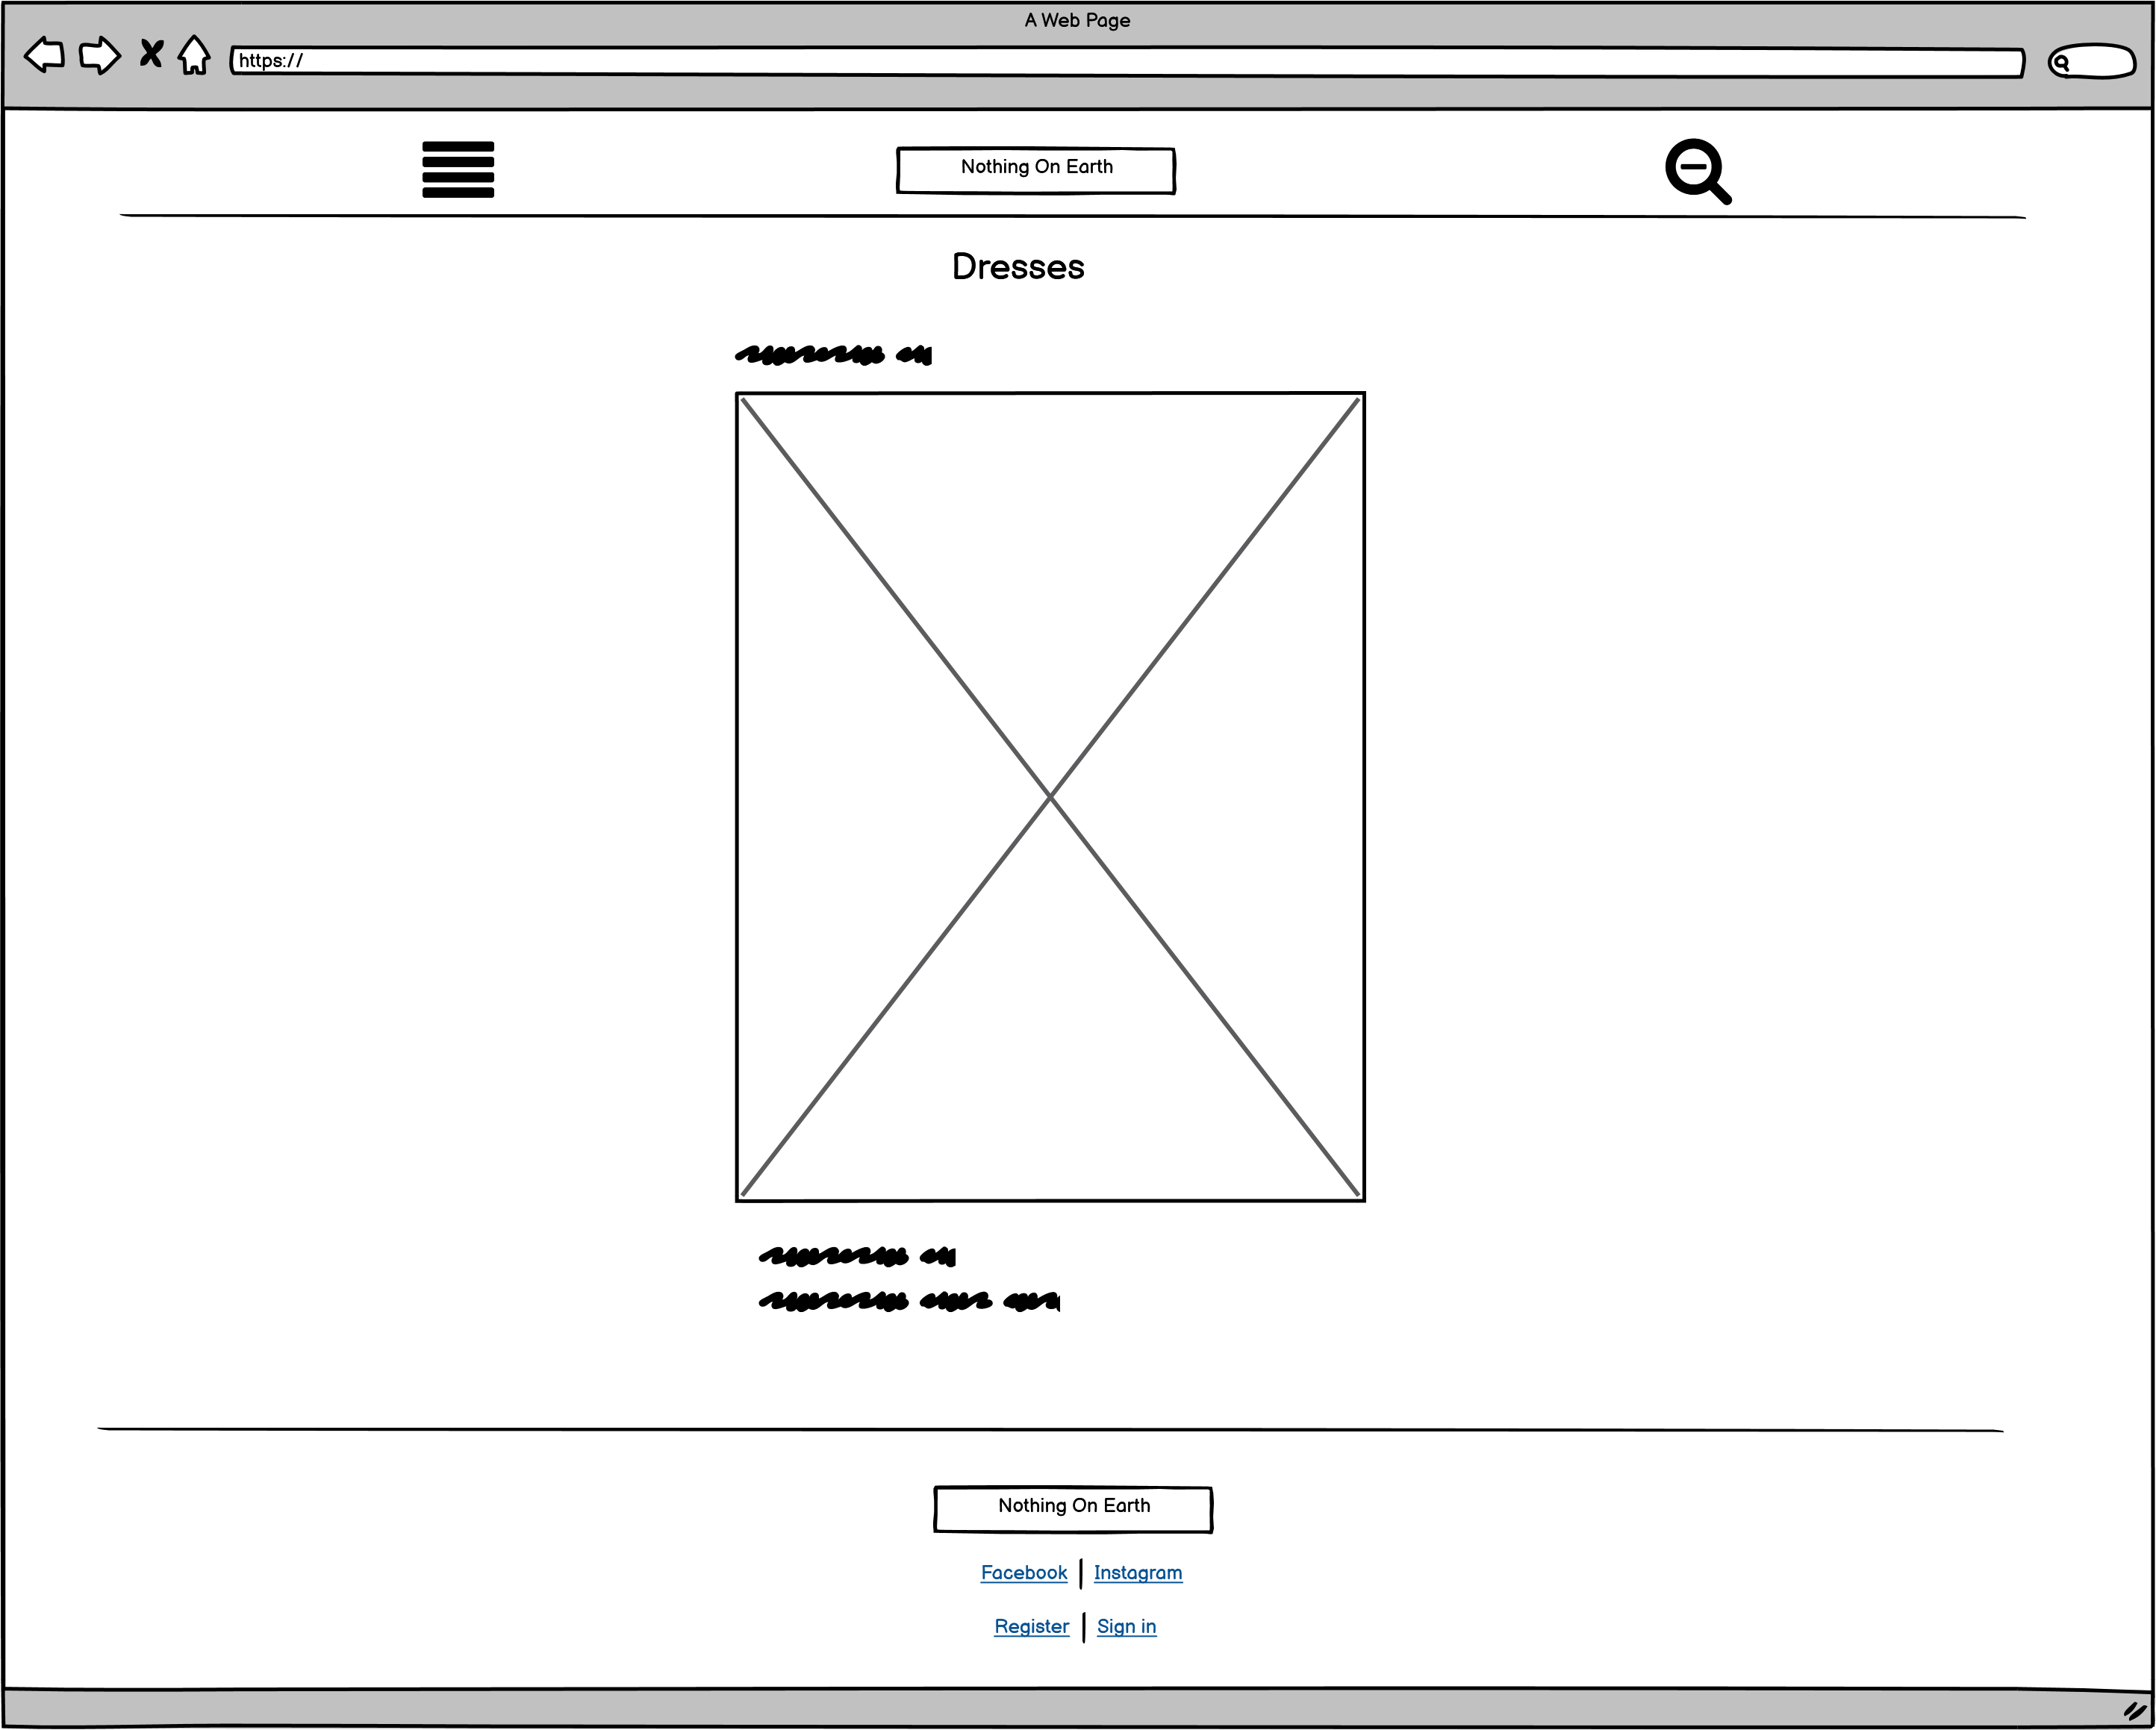 A Web Page
https://
Nothing On Earth
Dresses
Nothing On Earth
Facebook | Instagram
Register | Sign in